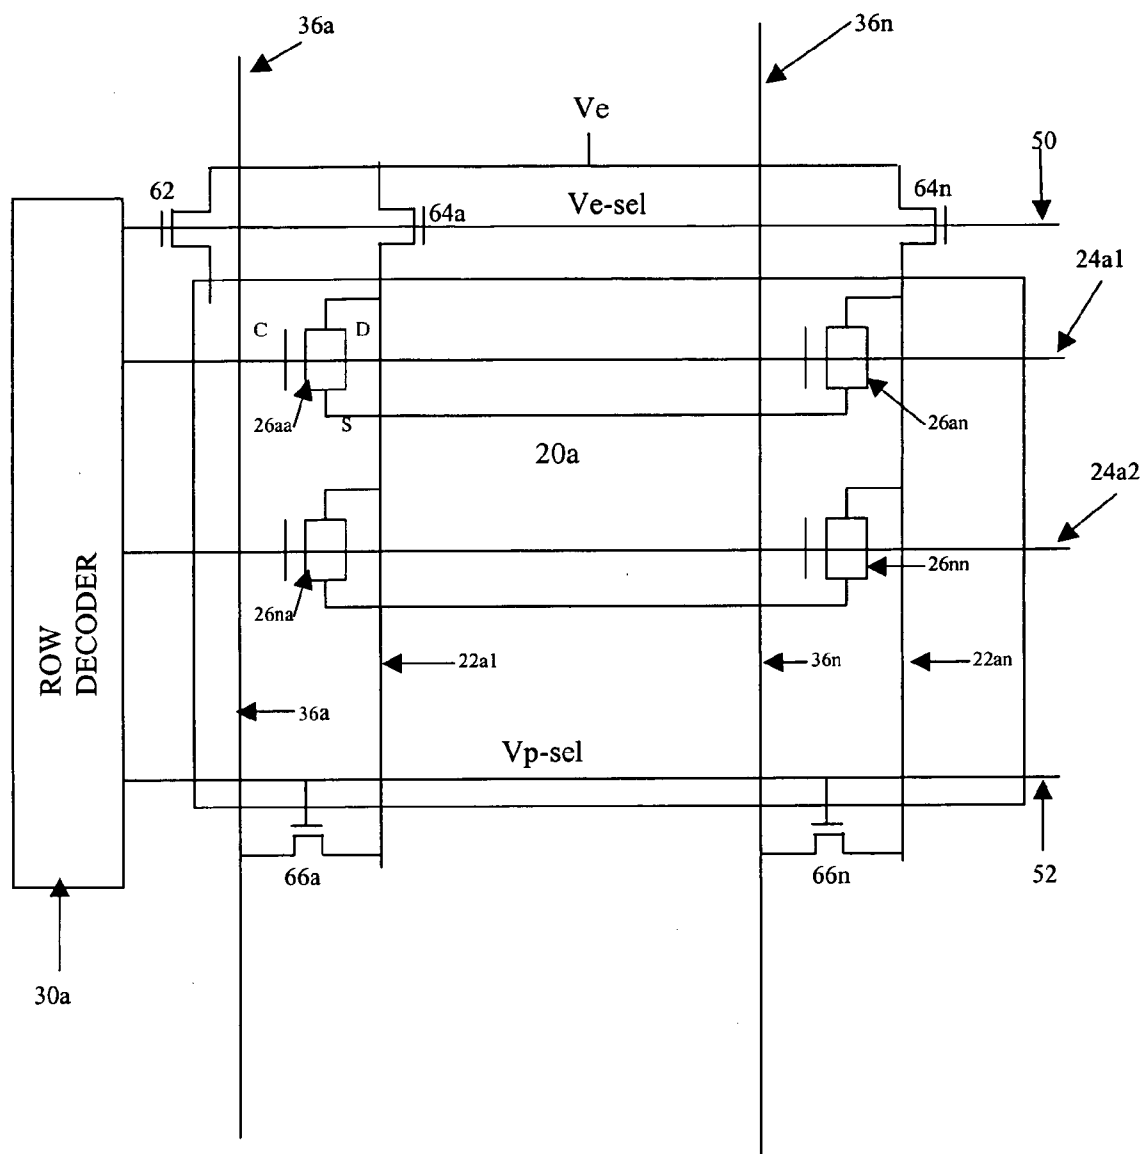 36a
36n
Ve
50
62
64a
Ve-sel
64n
24a1
C
D
26aa
S
26an
20a
24a2
26na
26nn
ROW
DECODER
22a1
36n
22an
36a
Vp-sel
66a
66n
52
30a